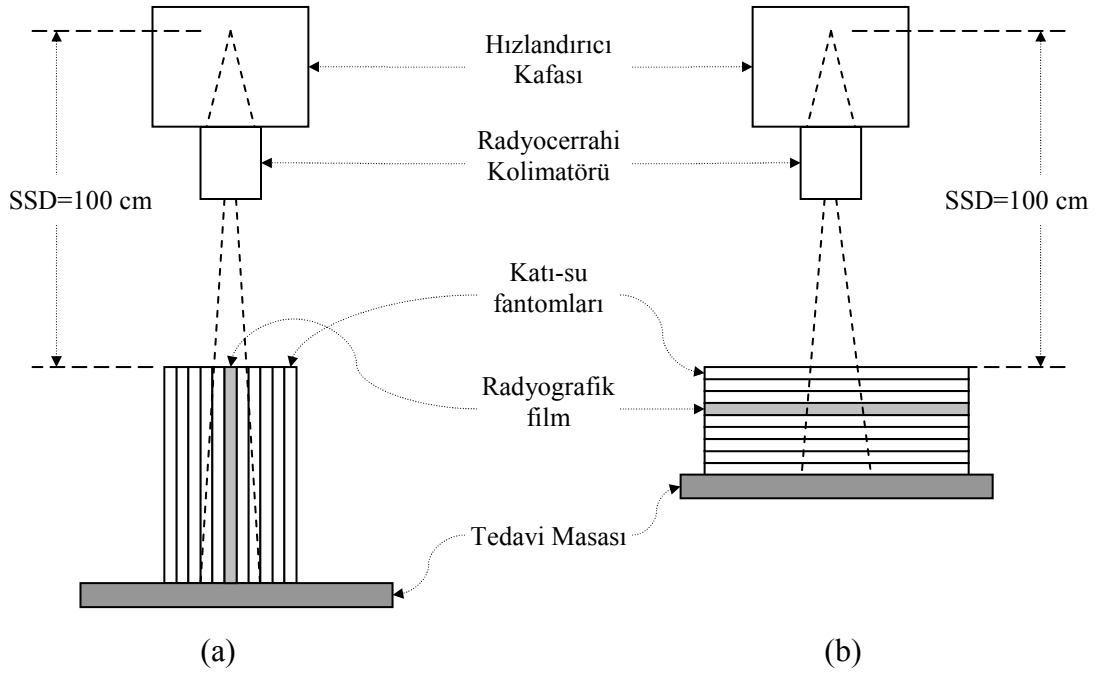 Hızlandırıcı
Kafası
Radyocerrahi
Kolimatörü
SSD=100 cm
SSD=100 cm
Katı-su
fantomları
Radyografik
film
Tedavi Masası
(a)
(b)